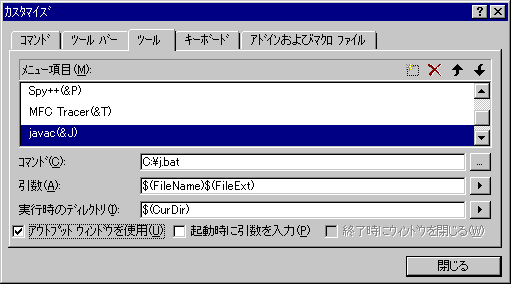 カスタマイズ
コマンド ツール バー ツール キーボード アドインおよびマクロ ファイル
メニュー項目(M):
Spy++(&P)
MFC Tracer(&T)
javac(&J)
コマンド(C): C:¥j.bat ...
引数(A): $(FileName)$(FileExt)
実行時のディレクトリ(I): $(CurDir)
アウトプット ウィンドウを使用(U) 起動時に引数を入力(P) 終了時にウィンドウを閉じる(W)
閉じる